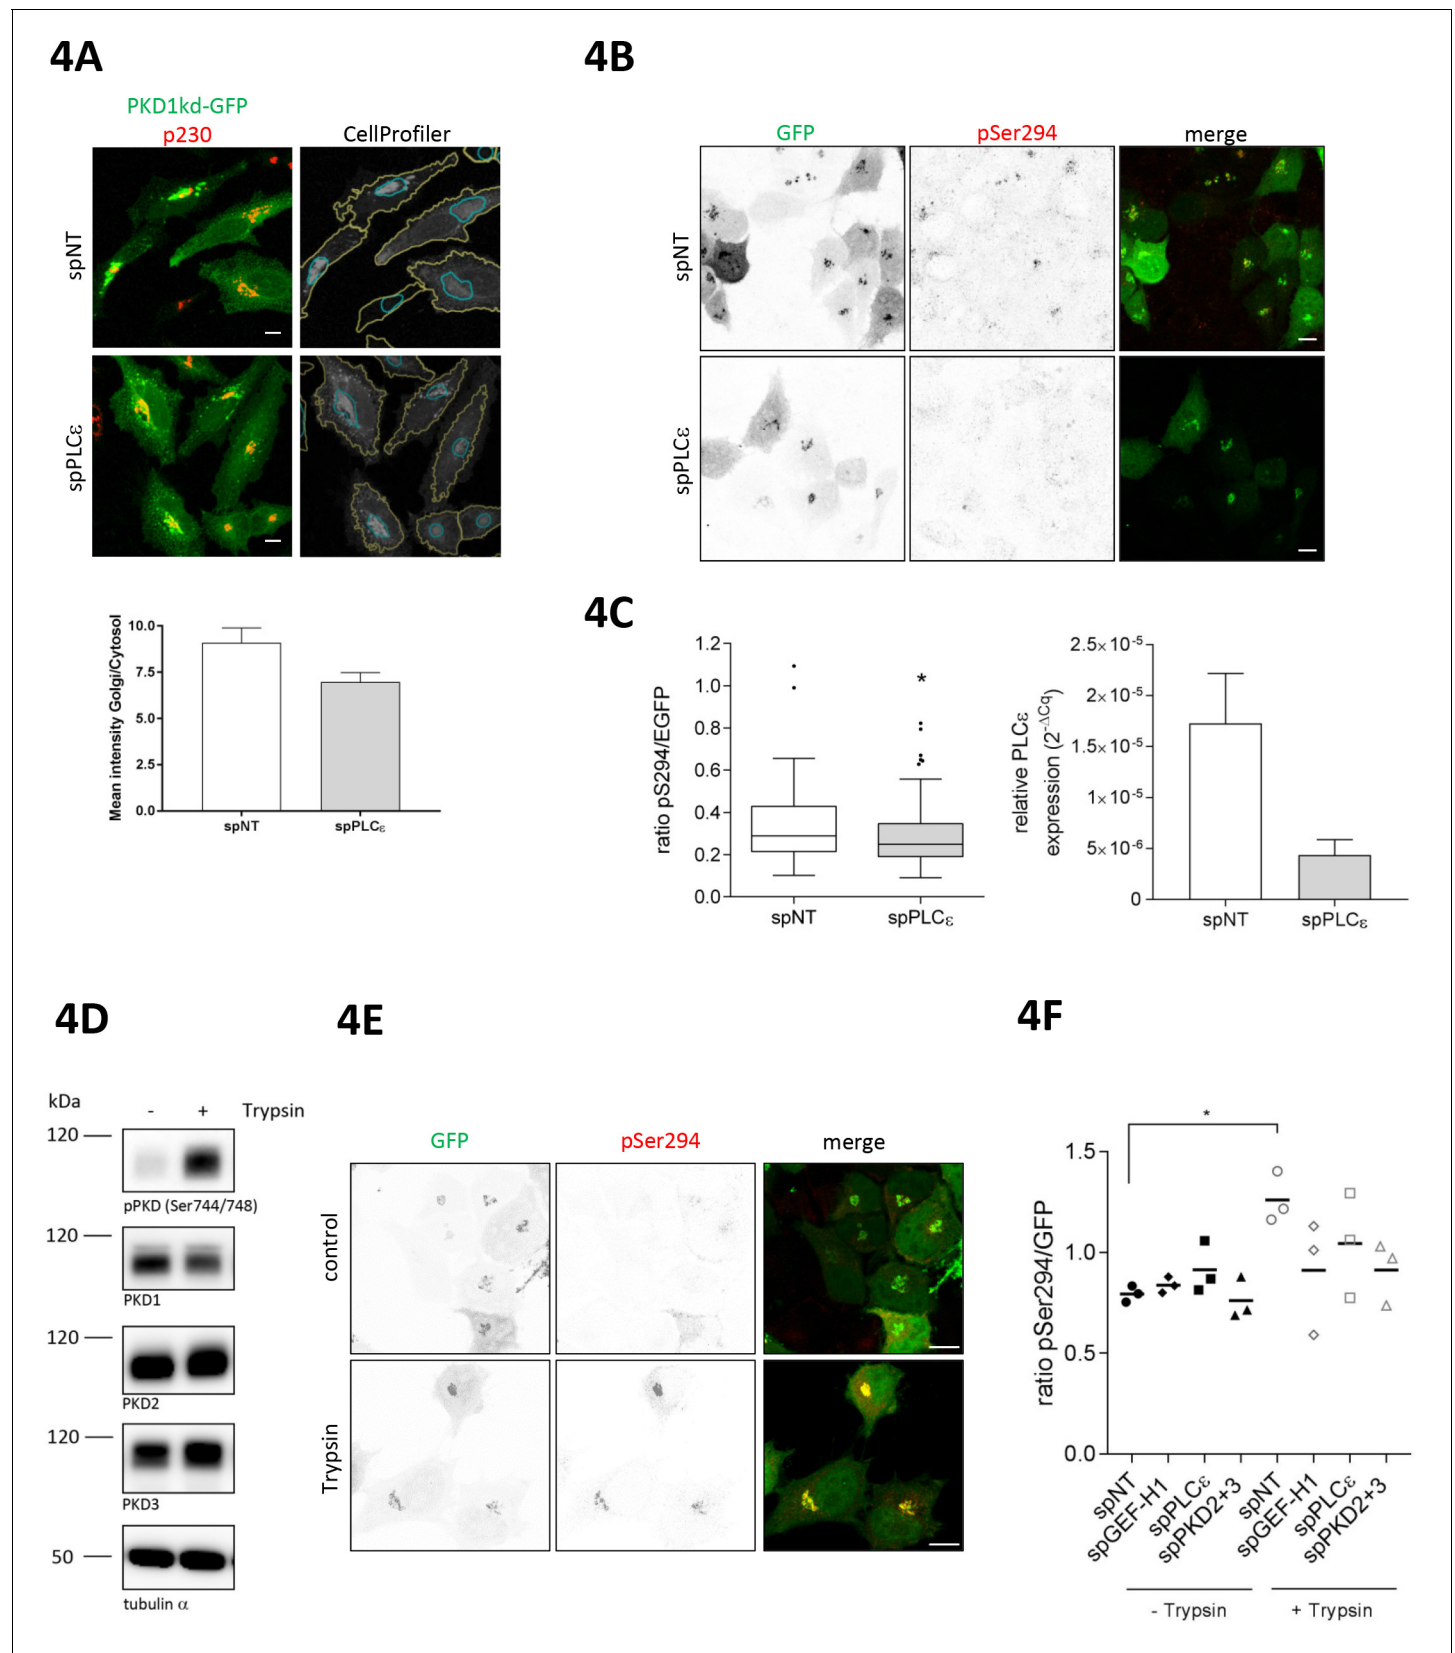 4A
4B
PKD1kd-GFP
p230
CellProfiler
GFP
pSer294
merge
spNT
spPLCε
spNT
spPLCε
Mean intensity Golgi/Cytosol
10.0
7.5
5.0
2.5
0.0
spNT
spPLCε
4C
ratio pS294/EGFP
1.2
1.0
0.8
0.6
0.4
0.2
0.0
*
spNT
spPLCε
relative PLCε
expression (2^-ΔCq)
2.5×10^-5
2×10^-5
1.5×10^-5
1×10^-5
5×10^-6
0
spNT
spPLCε
4D
kDa
- + Trypsin
120
pPKD (Ser744/748)
120
PKD1
120
PKD2
120
PKD3
50
tubulin α
4E
GFP
pSer294
merge
control
Trypsin
4F
ratio pSer294/GFP
1.5
1.0
0.5
0.0
*
spNT
spGEF-H1
spPLCε
spPKD2+3
spNT
spGEF-H1
spPLCε
spPKD2+3
- Trypsin
+ Trypsin